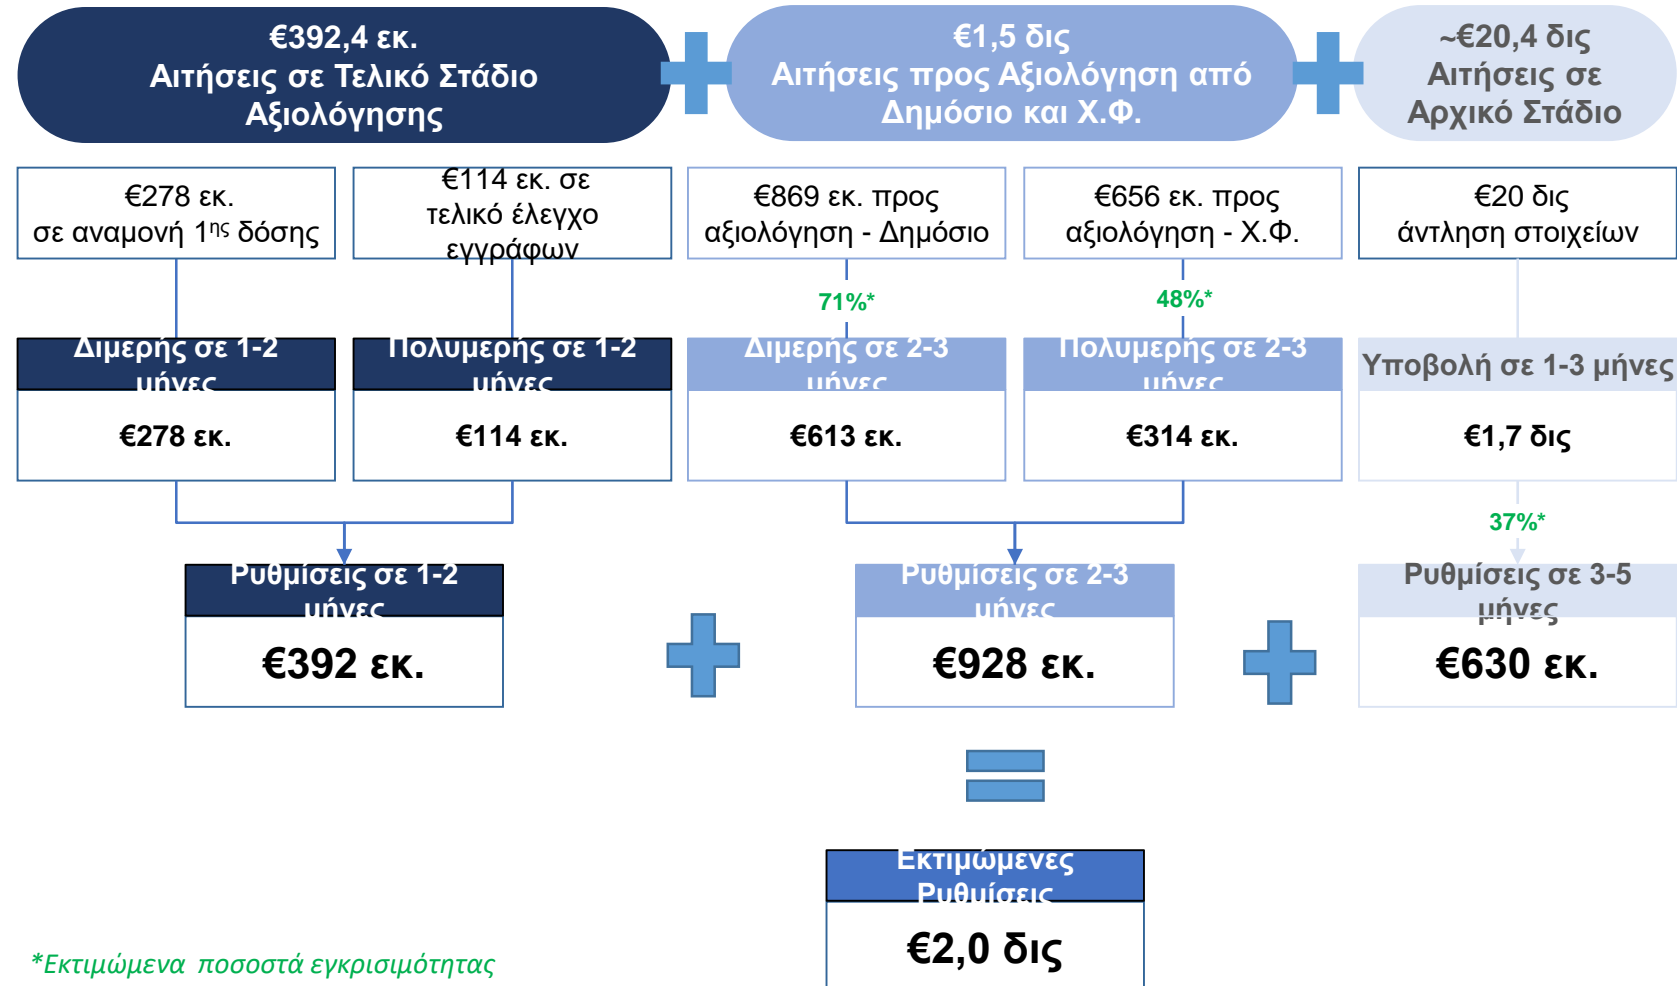 €392,4 εκ.
Αιτήσεις σε Τελικό Στάδιο
Αξιολόγησης
€1,5 δις
Αιτήσεις προς Αξιολόγηση από
Δημόσιο και Χ.Φ.
~€20,4 δις
Αιτήσεις σε
Αρχικό Στάδιο
€278 εκ.
σε αναμονή 1ης δόσης
€114 εκ. σε
τελικό έλεγχο
εγγράφων
€869 εκ. προς
αξιολόγηση - Δημόσιο
€656 εκ. προς
αξιολόγηση - Χ.Φ.
€20 δις
άντληση στοιχείων
71%*
48%*
Διμερής σε 1-2
μήνες
€278 εκ.
Πολυμερής σε 1-2
μήνες
€114 εκ.
Διμερής σε 2-3
μήνες
€613 εκ.
Πολυμερής σε 2-3
μήνες
€314 εκ.
Υποβολή σε 1-3 μήνες
€1,7 δις
37%*
Ρυθμίσεις σε 1-2
μήνες
€392 εκ.
Ρυθμίσεις σε 2-3
μήνες
€928 εκ.
Ρυθμίσεις σε 3-5
μήνες
€630 εκ.
Εκτιμώμενες
Ρυθμίσεις
€2,0 δις
*Εκτιμώμενα ποσοστά εγκρισιμότητας